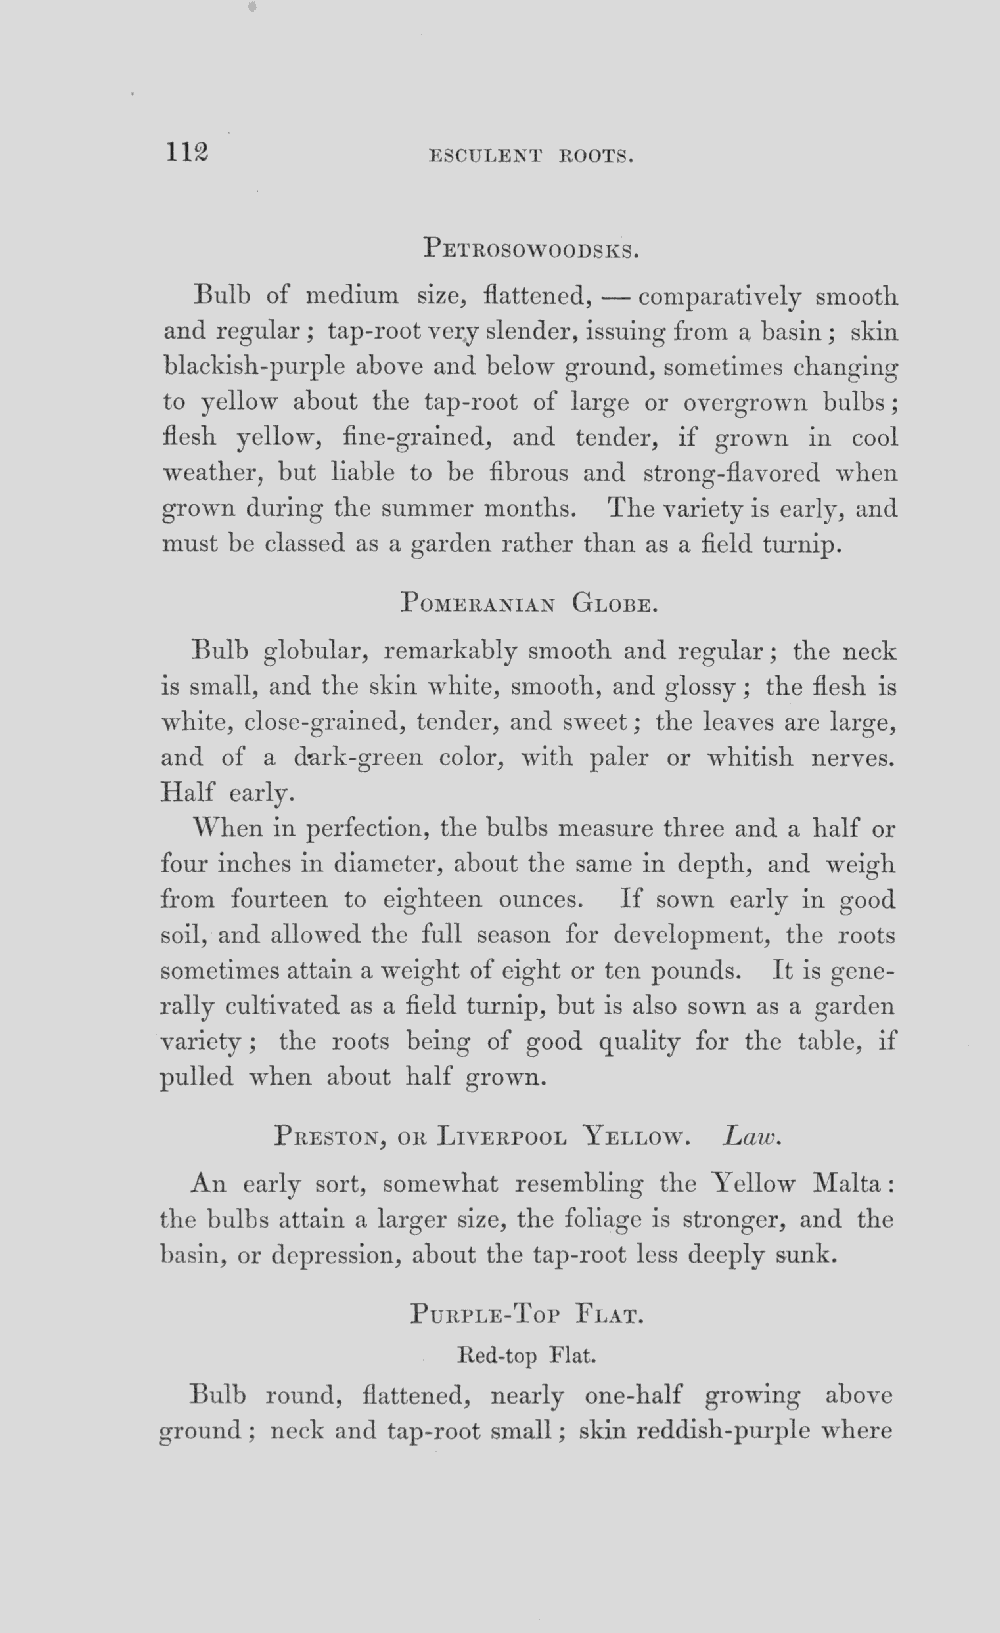 112 ESCULENT ROOTS.
PETROSOWOODSKS.
Bulb of medium size, flattened, — comparatively smooth
and regular; tap-root very slender, issuing from a basin; skin
blackish-purple above and below ground, sometimes changing
to yellow about the tap-root of large or overgrown bulbs;
flesh yellow, fine-grained, and tender, if grown in cool
weather, but liable to be fibrous and strong-flavored when
grown during the summer months. The variety is early, and
must be classed as a garden rather than as a field turnip.
POMERANIAN GLOBE.
Bulb globular, remarkably smooth and regular; the neck
is small, and the skin white, smooth, and glossy; the flesh is
white, close-grained, tender, and sweet; the leaves are large,
and of a dark-green color, with paler or whitish nerves.
Half early.
When in perfection, the bulbs measure three and a half or
four inches in diameter, about the same in depth, and weigh
from fourteen to eighteen ounces. If sown early in good
soil, and allowed the full season for development, the roots
sometimes attain a weight of eight or ten pounds. It is gene-
rally cultivated as a field turnip, but is also sown as a garden
variety; the roots being of good quality for the table, if
pulled when about half grown.
PRESTON, OR LIVERPOOL YELLOW. Law.
An early sort, somewhat resembling the Yellow Malta:
the bulbs attain a larger size, the foliage is stronger, and the
basin, or depression, about the tap-root less deeply sunk.
PURPLE-TOP FLAT.
Red-top Flat.
Bulb round, flattened, nearly one-half growing above
ground; neck and tap-root small; skin reddish-purple where